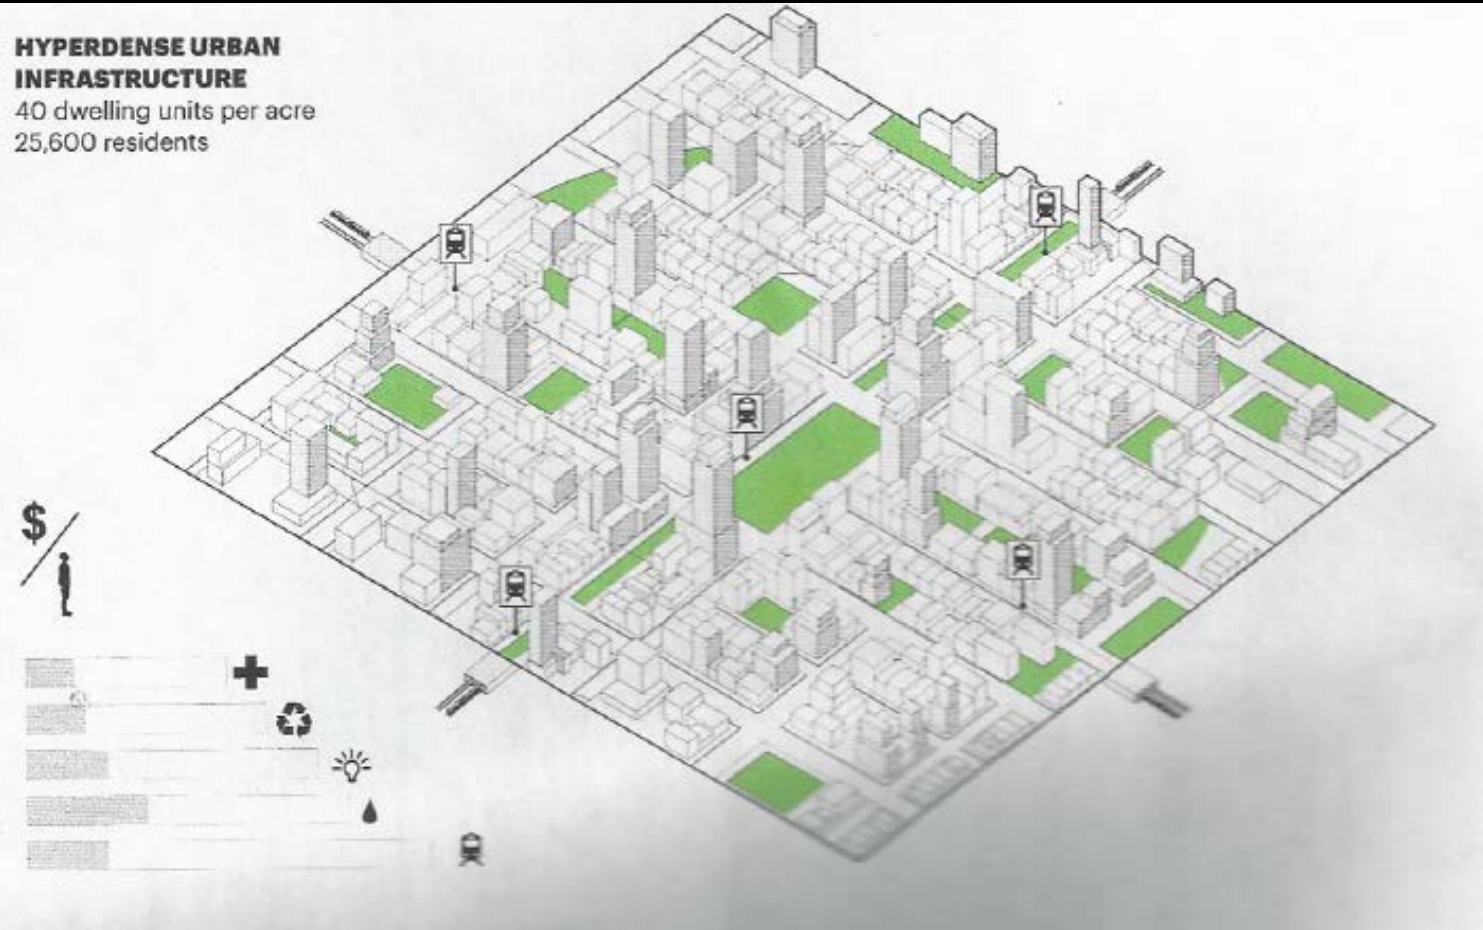 HYPERDENSE URBAN
INFRASTRUCTURE
40 dwelling units per acre
25,600 residents
$